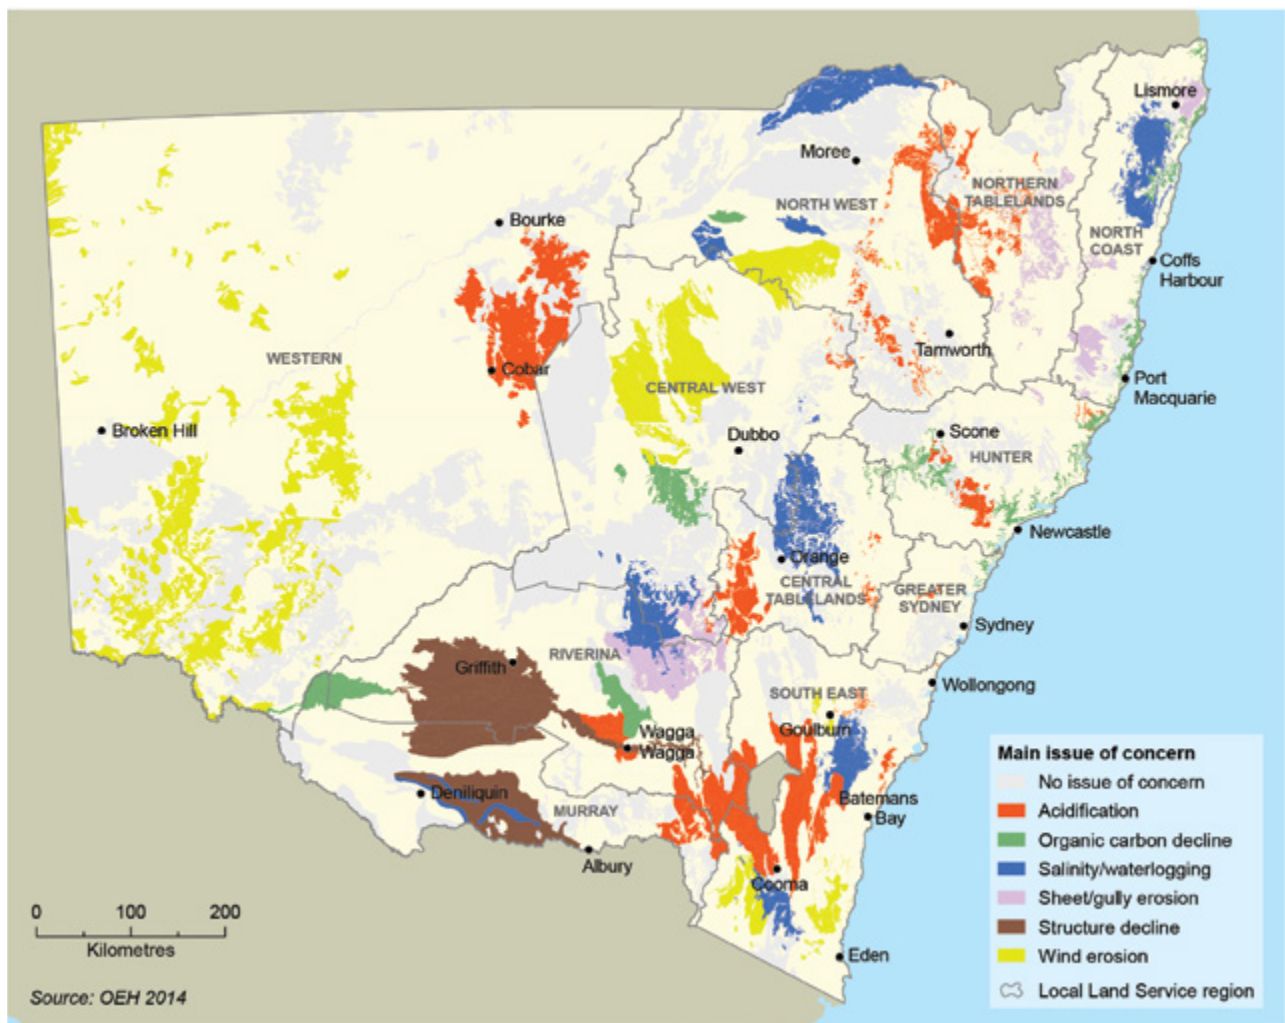 Lismore
Moree
NORTHERN
TABLELANDS
NORTH WEST
Bourke
NORTH
COAST
Coffs
Harbour
Tamworth
WESTERN
Cobar
CENTRAL WEST
Port
Macquarie
Broken Hill
Dubbo
Scone
HUNTER
Newcastle
Orange
CENTRAL
TABLELANDS
GREATER
SYDNEY
Sydney
Griffith
RIVERINA
Wollongong
SOUTH EAST
Goulburn
Wagga
Wagga
Deniliquin
MURRAY
Batemans
Bay
Albury
Cooma
Eden
Main issue of concern
No issue of concern
Acidification
Organic carbon decline
Salinity/waterlogging
Sheet/gully erosion
Structure decline
Wind erosion
Local Land Service region
0 100 200
Kilometres
Source: OEH 2014